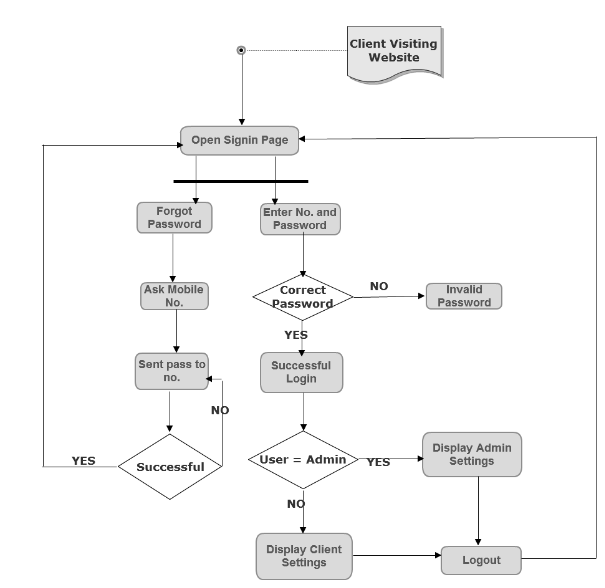 Client Visiting
Website
Open Signin Page
Forgot
Password
Enter No. and
Password
Ask Mobile
No.
Correct
Password
NO
Invalid
Password
YES
Sent pass to
no.
Successful
Login
NO
YES
Successful
User = Admin
YES
Display Admin
Settings
NO
Display Client
Settings
Logout